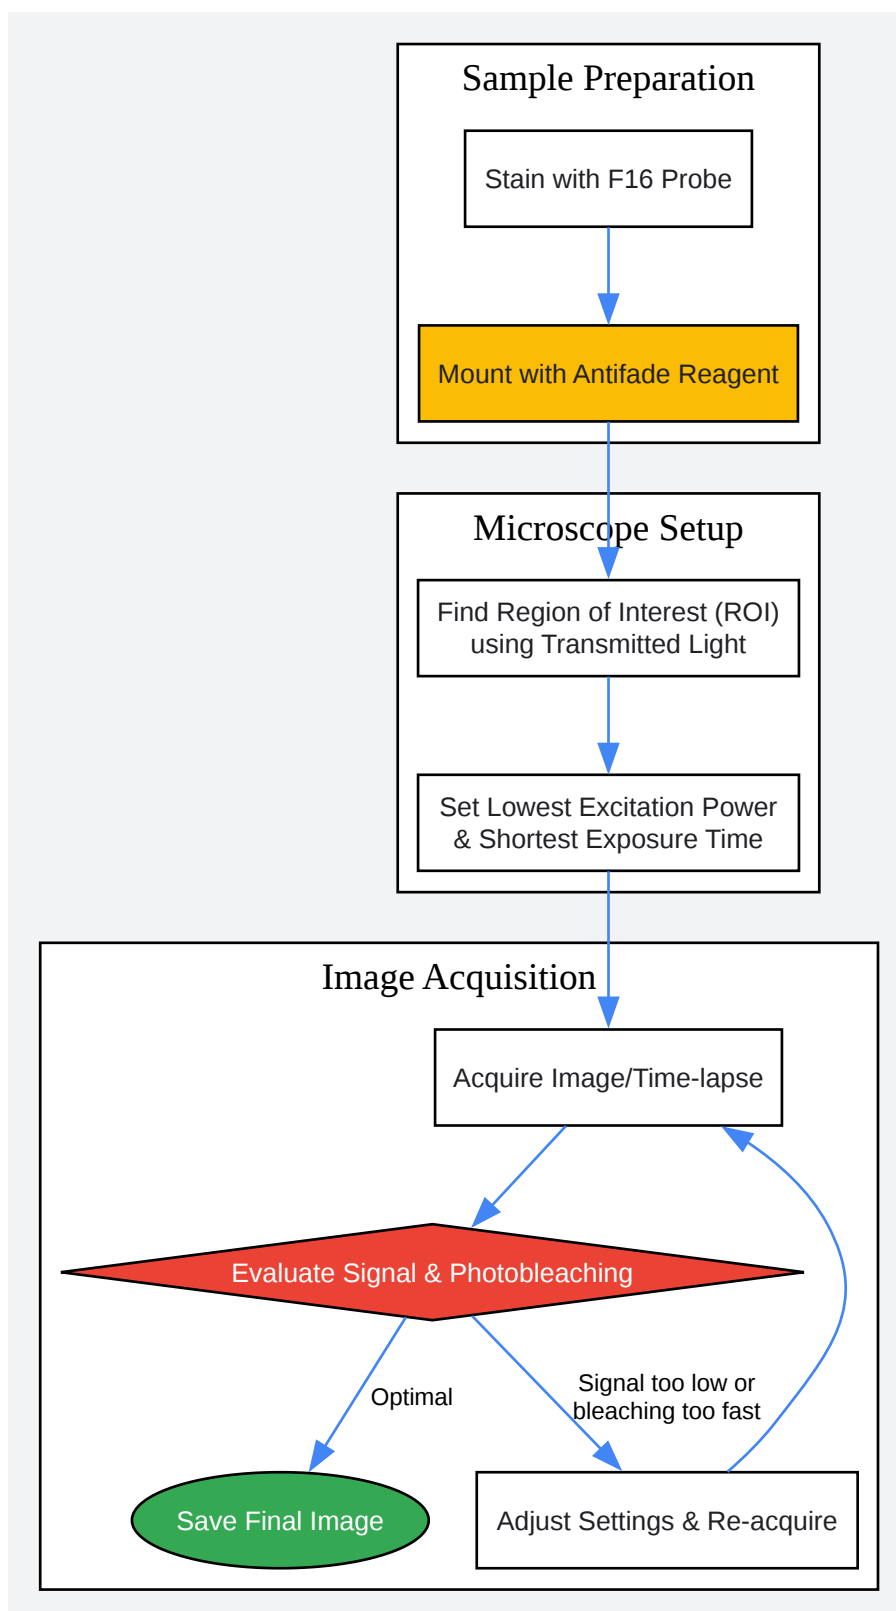 Sample Preparation
Stain with F16 Probe
Mount with Antifade Reagent
Microscope Setup
Find Region of Interest (ROI)
using Transmitted Light
Set Lowest Excitation Power
& Shortest Exposure Time
Image Acquisition
Acquire Image/Time-lapse
Evaluate Signal & Photobleaching
Optimal
Signal too low or
bleaching too fast
Save Final Image
Adjust Settings & Re-acquire